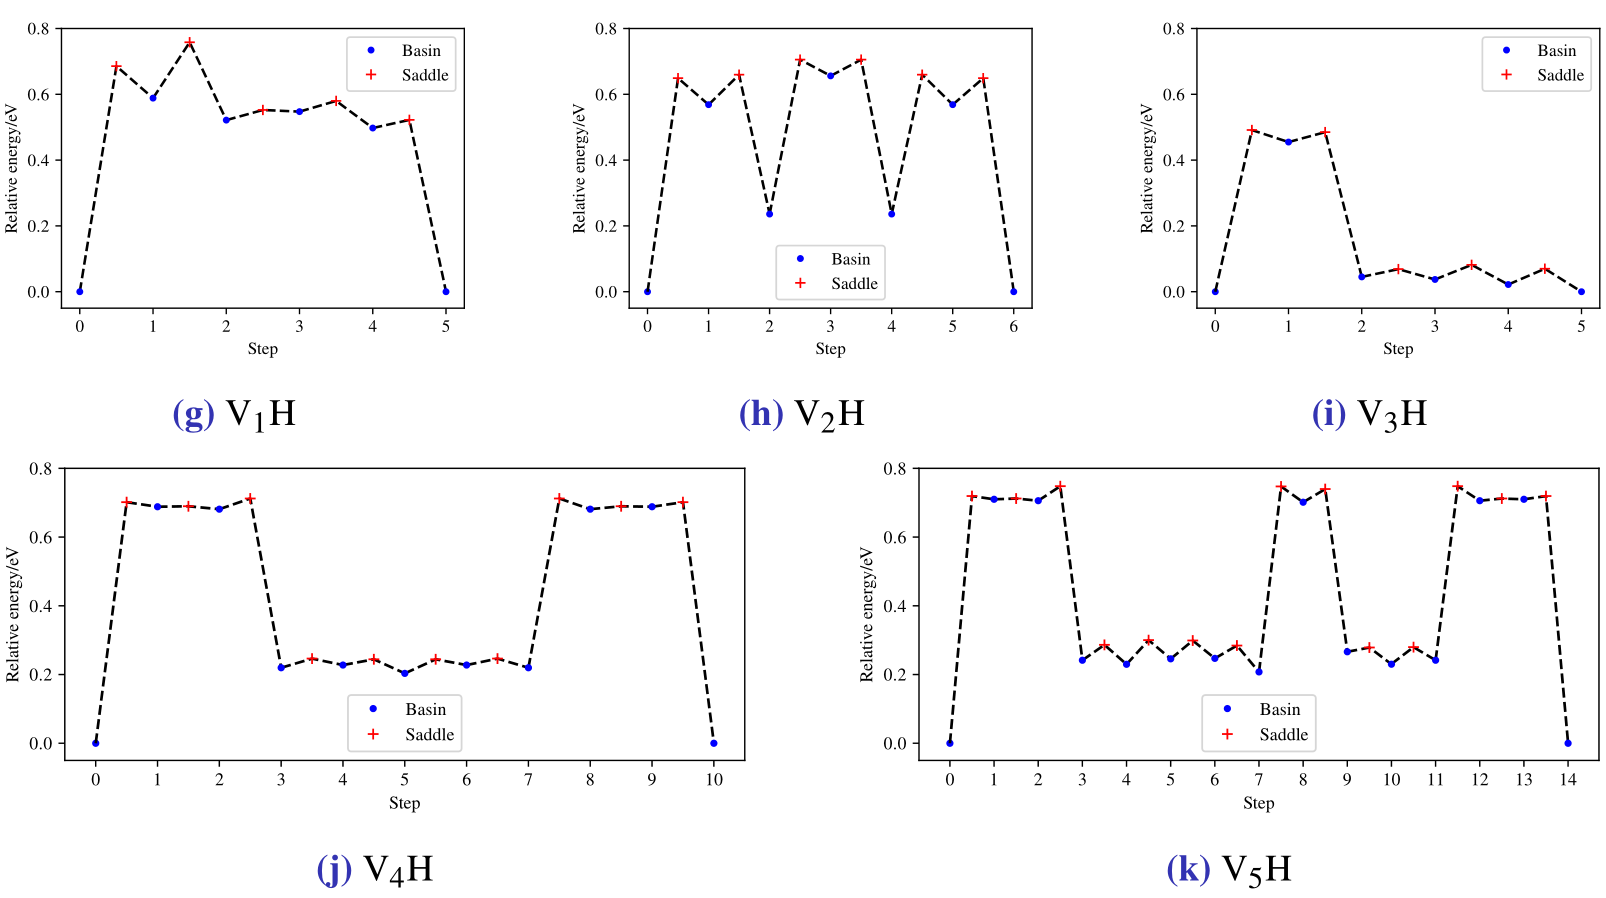 0.8
0.6
0.4
0.2
0.0
Relative energy/eV
Basin
Saddle
0 1 2 3 4 5
Step
(g) V1H
0.8
0.6
0.4
0.2
0.0
Relative energy/eV
Basin
Saddle
0 1 2 3 4 5 6
Step
(h) V2H
0.8
0.6
0.4
0.2
0.0
Relative energy/eV
Basin
Saddle
0 1 2 3 4 5
Step
(i) V3H
0.8
0.6
0.4
0.2
0.0
Relative energy/eV
Basin
Saddle
0 1 2 3 4 5 6 7 8 9 10
Step
(j) V4H
0.8
0.6
0.4
0.2
0.0
Relative energy/eV
Basin
Saddle
0 1 2 3 4 5 6 7 8 9 10 11 12 13 14
Step
(k) V5H